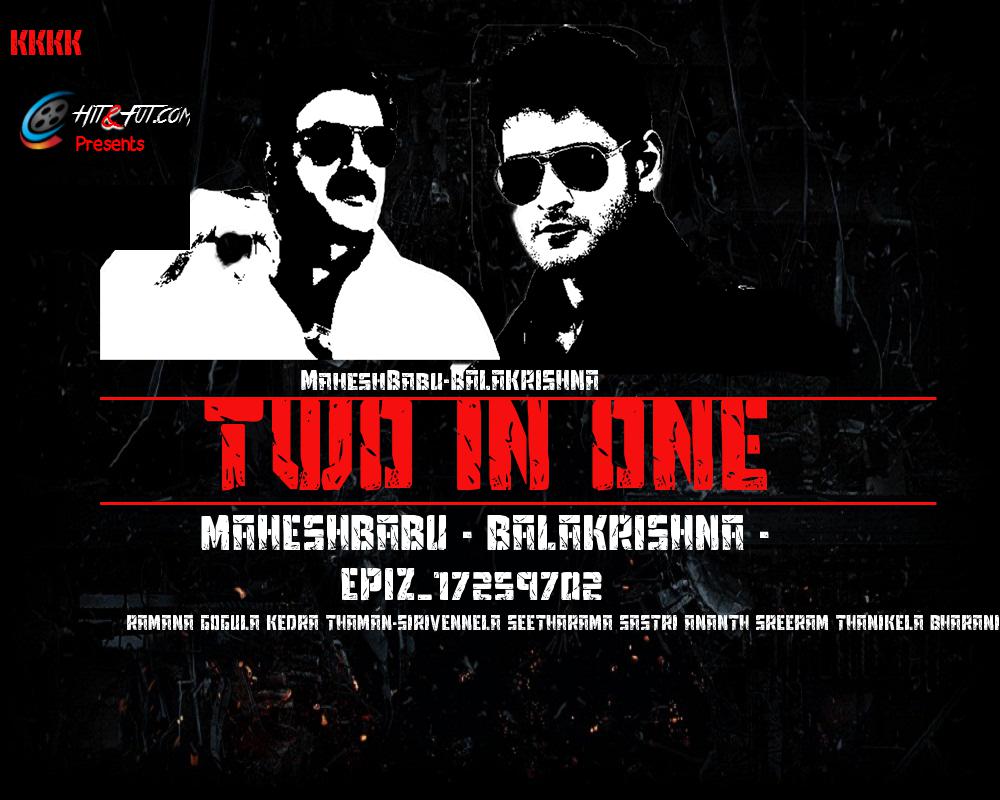 KKKK
HIT&FUT.COM
Presents
MAHESHBABU-BALAKRISHNA
TWO IN ONE
MAHESHBABU - BALAKRISHNA -
EPIZ_17259702
RAMANA GOGULA KEDRA THAMAN-SIRIVENNELA SEETHARAMA SASTRI ANANTH SREERAM THANIKELA BHARANI